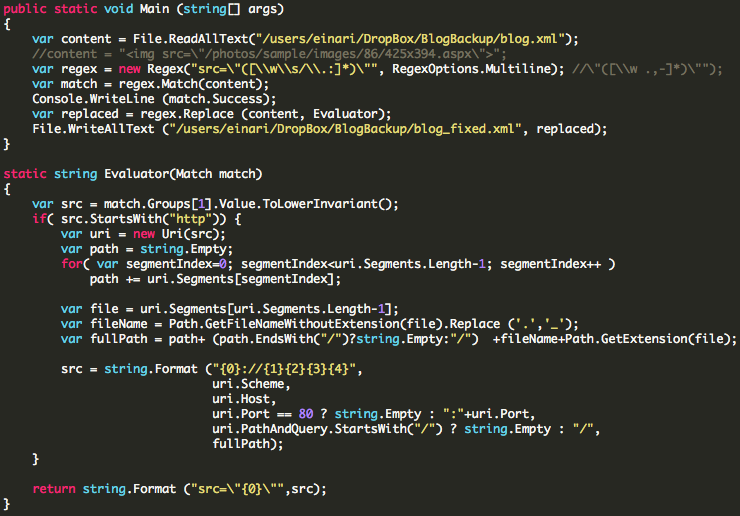 public static void Main (string[] args)
{
    var content = File.ReadAllText("/users/einari/DropBox/BlogBackup/blog.xml");
    //content = "<img src=\"/photos/sample/images/86/425x394.aspx\">";
    var regex = new Regex("src=\"([\\w\\s/\\.:]*)\"", RegexOptions.Multiline); //\"([\\w .,-]*)\"");
    var match = regex.Match(content);
    Console.WriteLine (match.Success);
    var replaced = regex.Replace (content, Evaluator);
    File.WriteAllText ("/users/einari/DropBox/BlogBackup/blog_fixed.xml", replaced);
}

static string Evaluator(Match match)
{
    var src = match.Groups[1].Value.ToLowerInvariant();
    if( src.StartsWith("http")) {
        var uri = new Uri(src);
        var path = string.Empty;
        for( var segmentIndex=0; segmentIndex<uri.Segments.Length-1; segmentIndex++ )
            path += uri.Segments[segmentIndex];

        var file = uri.Segments[uri.Segments.Length-1];
        var fileName = Path.GetFileNameWithoutExtension(file).Replace ('.','_');
        var fullPath = path+ (path.EndsWith("/")?string.Empty:"/")  +fileName+Path.GetExtension(file);

        src = string.Format ("{0}://{1}{2}{3}{4}",
                             uri.Scheme,
                             uri.Host,
                             uri.Port == 80 ? string.Empty : ":"+uri.Port,
                             uri.PathAndQuery.StartsWith("/") ? string.Empty : "/",
                             fullPath);
    }

    return string.Format ("src=\"{0}\"",src);
}